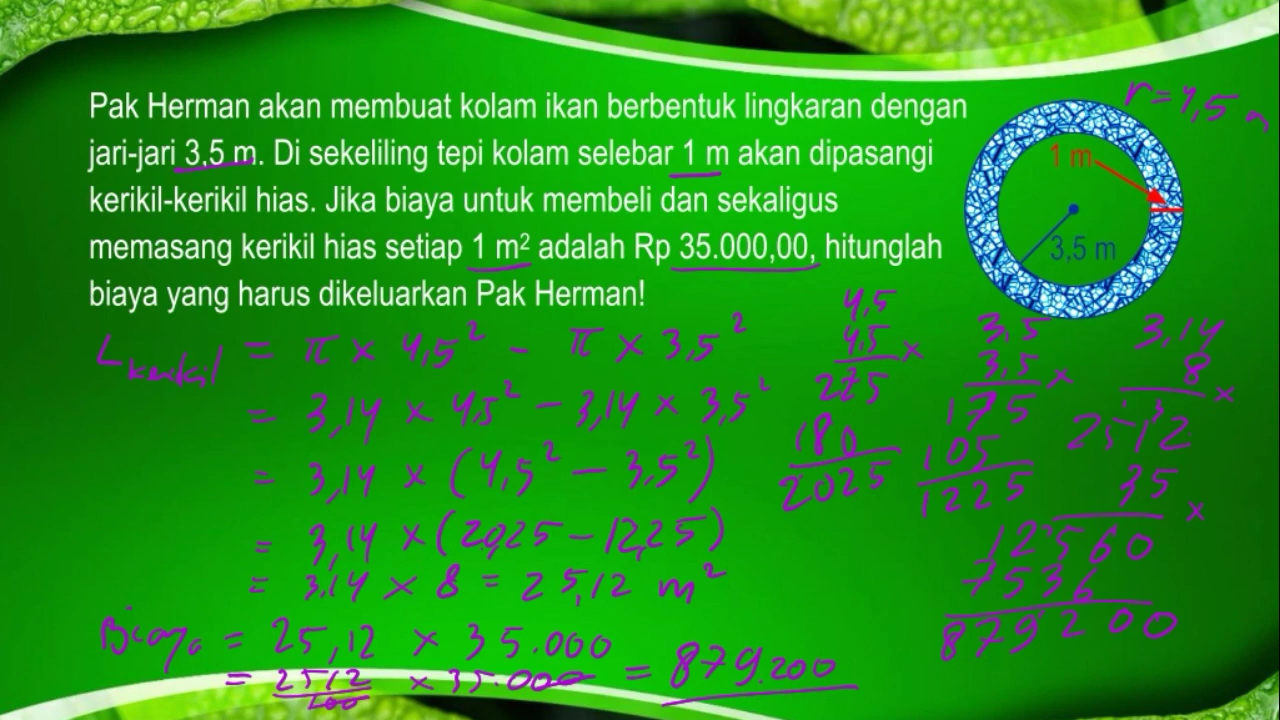 Pak Herman akan membuat kolam ikan berbentuk lingkaran dengan
jari-jari 3,5 m. Di sekeliling tepi kolam selebar 1 m akan dipasangi
kerikil-kerikil hias. Jika biaya untuk membeli dan sekaligus
memasang kerikil hias setiap 1 m² adalah Rp 35.000,00, hitunglah
biaya yang harus dikeluarkan Pak Herman!
r = 4,5 m
1 m
3,5 m
L kerikil = π × 4,5² − π × 3,5²
= 3,14 × 4,5² − 3,14 × 3,5²
= 3,14 × (4,5² − 3,5²)
= 3,14 × (20,25 − 12,25)
= 3,14 × 8 = 25,12 m²
Biaya = 25,12 × 35.000
= 2512/100 × 35.000 = 879.200
4,5
4,5 ×
225
180
2025
3,5
3,5 ×
175
105
1225
3,14
8 ×
2512
35 ×
12560
7536
879200